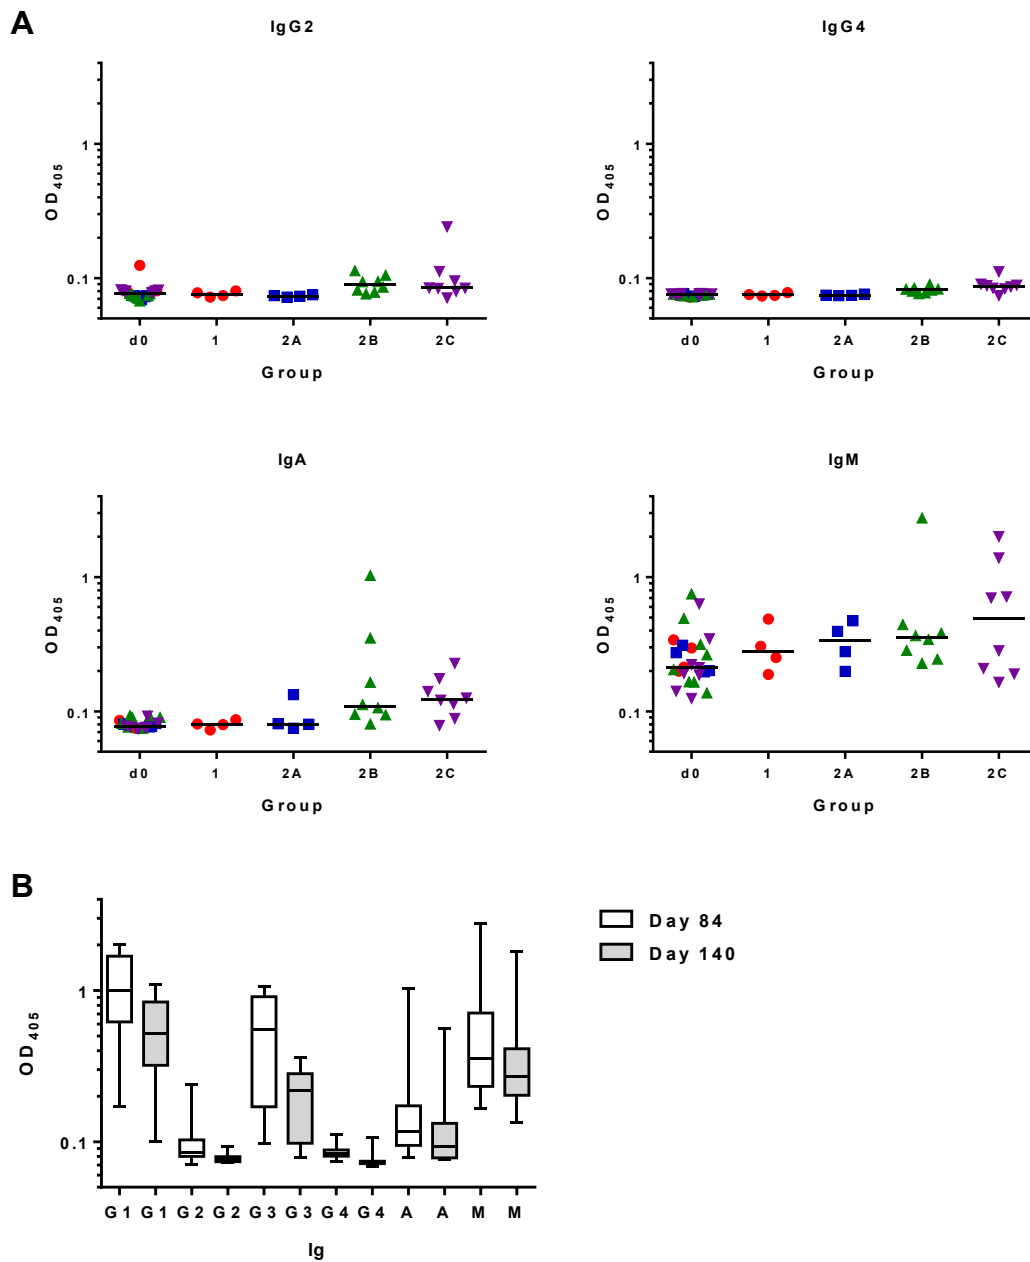 A
IgG2
IgG4
OD405
1
0.1
d0 1 2A 2B 2C
Group
OD405
1
0.1
d0 1 2A 2B 2C
Group
IgA
IgM
OD405
1
0.1
d0 1 2A 2B 2C
Group
OD405
1
0.1
d0 1 2A 2B 2C
Group
B
OD405
1
0.1
G1 G1 G2 G2 G3 G3 G4 G4 A A M M
Ig
Day 84
Day 140